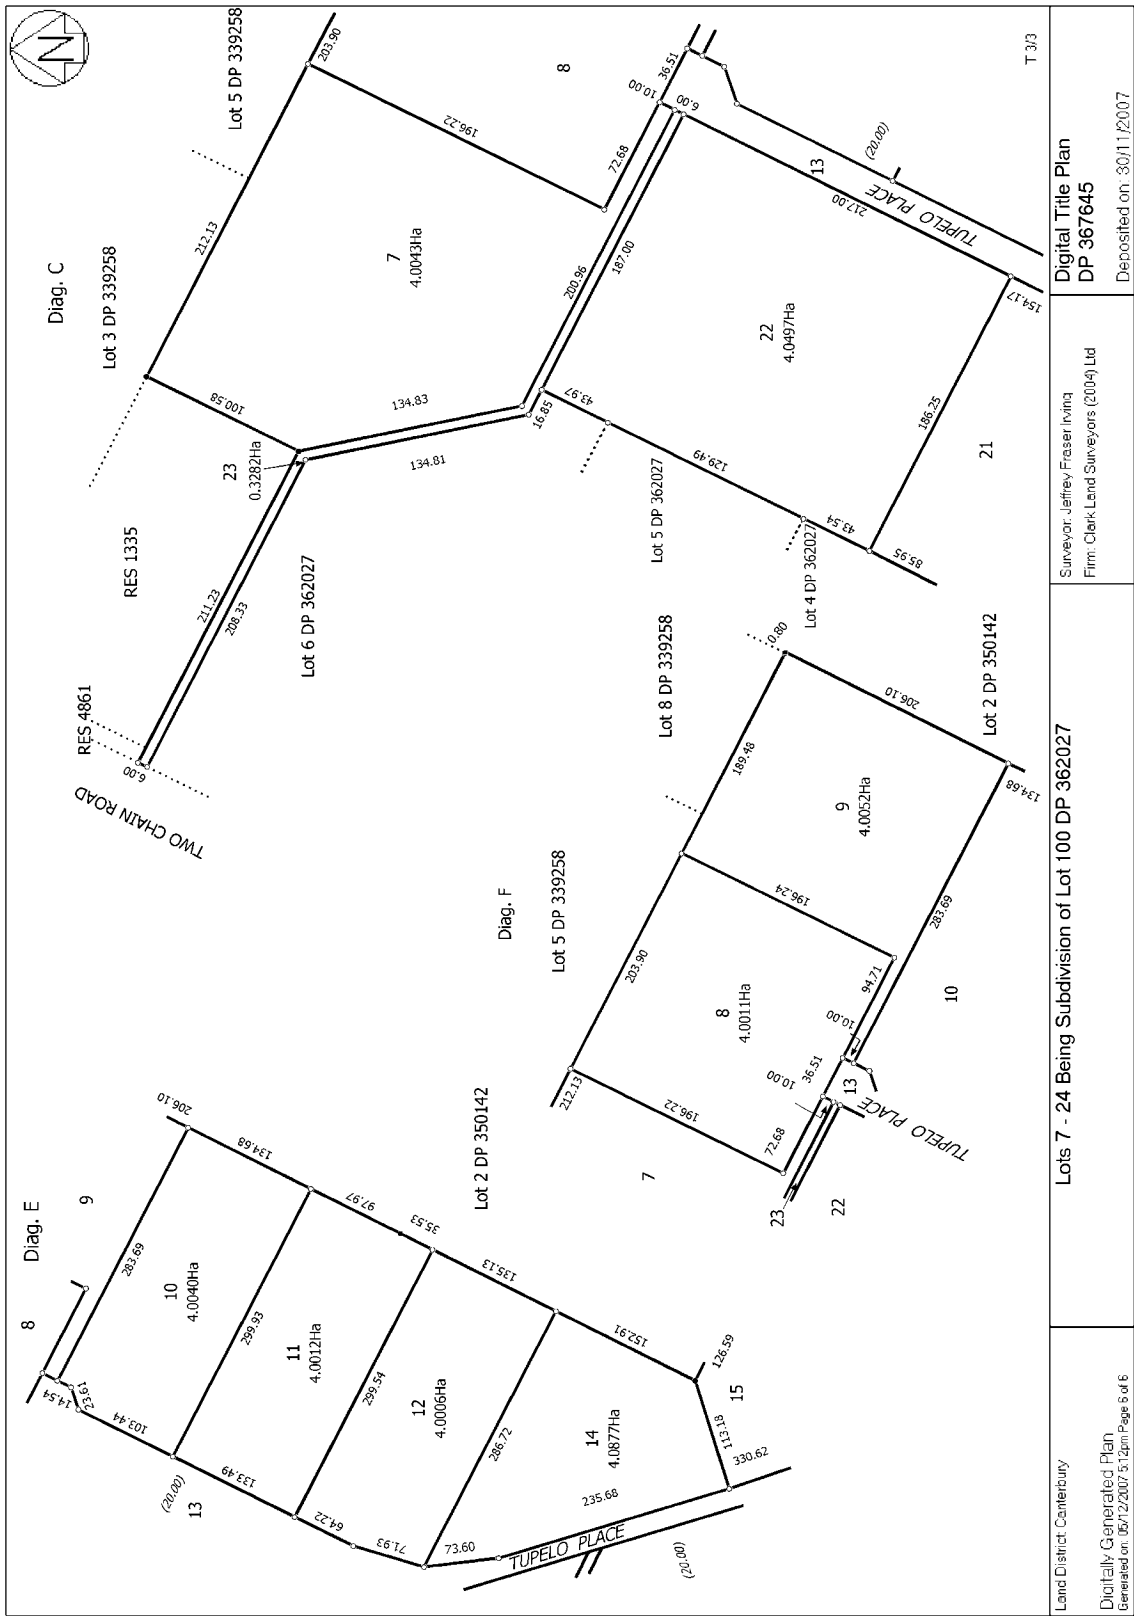 N
Diag. C
Lot 5 DP 339258
203.90
212.13
Lot 3 DP 339258
8
196.22
7
4.0043Ha
72.68
10.00
36.51
6.00
100.58
134.83
200.96
187.00
23
0.3282Ha
134.81
16.85
43.97
RES 1335
211.23
208.33
Lot 6 DP 362027
RES 4861
6.00
TWO CHAIN ROAD
22
4.0497Ha
217.00
13
(20.00)
TUPELO PLACE
154.17
186.25
21
129.49
Lot 5 DP 362027
43.54
Lot 4 DP 362027
85.95
T 3/3
Diag. F
Lot 5 DP 339258
Lot 8 DP 339258
0.80
189.48
206.10
Lot 2 DP 350142
9
4.0052Ha
134.68
203.90
196.24
283.69
8
4.0011Ha
94.71
10
10.00
36.51
10.00
13
TUPELO PLACE
212.13
196.22
72.68
7
23
22
Diag. E
8
9
206.10
134.68
283.69
10
4.0040Ha
14.54
23.61
103.44
299.93
97.97
Lot 2 DP 350142
11
4.0012Ha
35.53
133.49
(20.00)
13
299.54
12
4.0006Ha
135.13
64.22
71.93
286.72
152.91
14
4.0877Ha
126.59
15
113.18
330.62
235.68
73.60
TUPELO PLACE
(20.00)
Land District: Canterbury
Digitally Generated Plan
Generated on: 05/12/2007 5:12pm Page 6 of 6
Lots 7 - 24 Being Subdivision of Lot 100 DP 362027
Surveyor: Jeffrey Fraser Irving
Firm: Clark Land Surveyors (2004) Ltd
Digital Title Plan
DP 367645
Deposited on: 30/11/2007